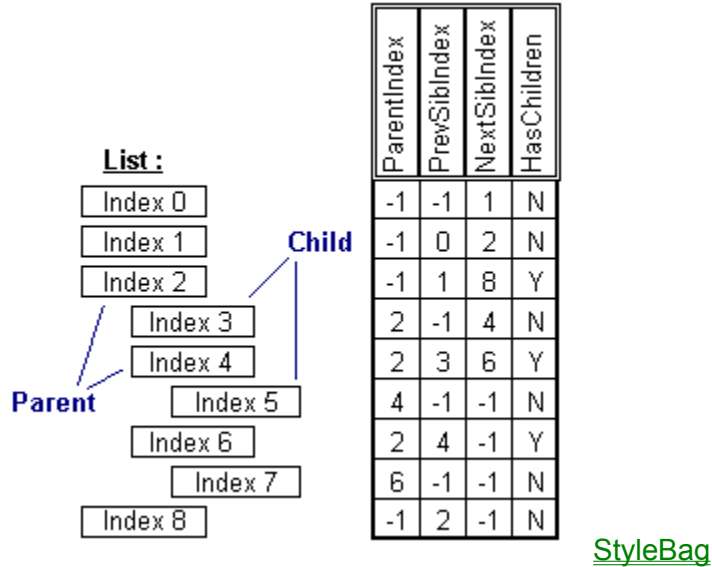 ParentIndex PrevSibIndex NextSibIndex HasChildren
List :
Index 0 -1 -1 1 N
Index 1 Child -1 0 2 N
Index 2 -1 1 8 Y
Index 3 2 -1 4 N
Index 4 2 3 6 Y
Parent Index 5 4 -1 -1 N
Index 6 2 4 -1 Y
Index 7 6 -1 -1 N
Index 8 -1 2 -1 N
StyleBag